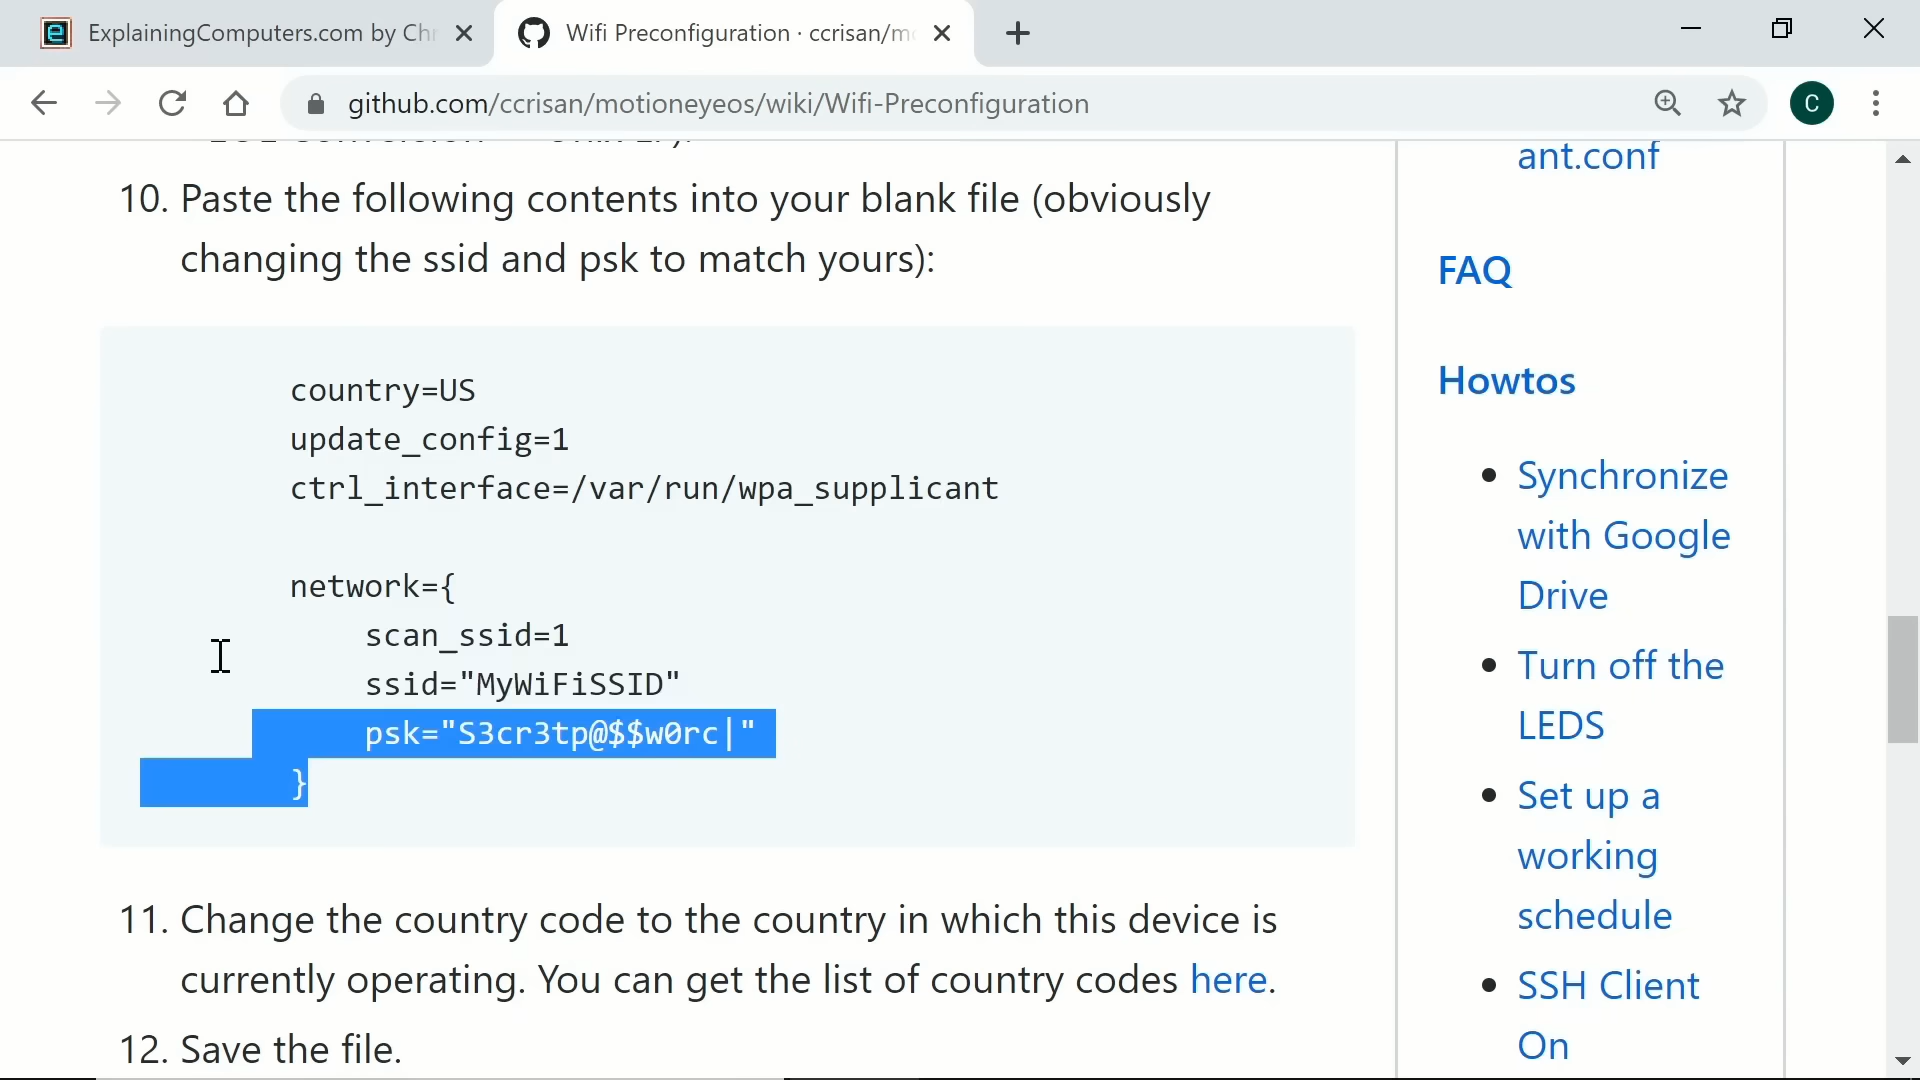 ExplainingComputers.com by Ch
Wifi Preconfiguration · ccrisan/m
github.com/ccrisan/motioneyeos/wiki/Wifi-Preconfiguration
C
10. Paste the following contents into your blank file (obviously
changing the ssid and psk to match yours):
country=US
update_config=1
ctrl_interface=/var/run/wpa_supplicant
network={
scan_ssid=1
ssid="MyWiFiSSID"
psk="S3cr3tp@$$w0rc|"
}
11. Change the country code to the country in which this device is
currently operating. You can get the list of country codes here.
12. Save the file.
ant.conf
FAQ
Howtos
Synchronize
with Google
Drive
Turn off the
LEDS
Set up a
working
schedule
SSH Client
On